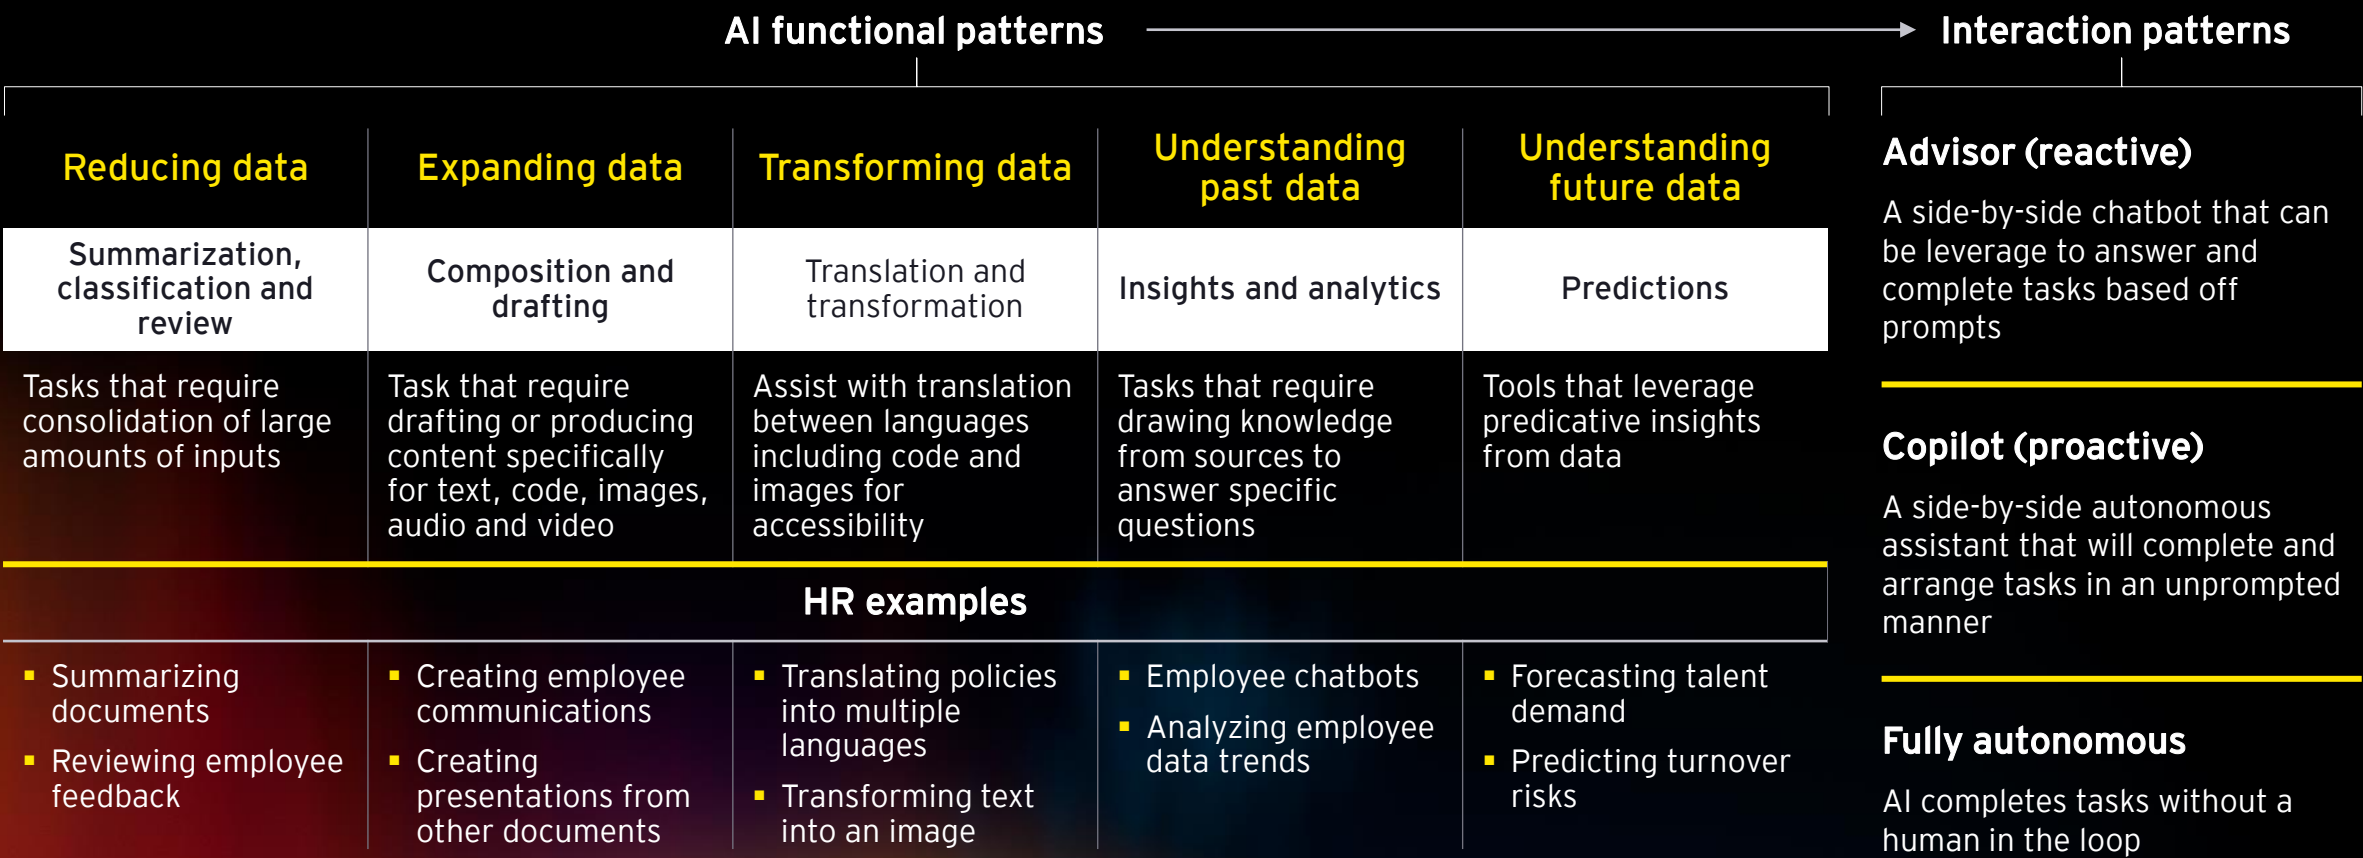 AI functional patterns
Interaction patterns
Reducing data
Expanding data
Transforming data
Understanding
past data
Understanding
future data
Summarization,
classification and
review
Composition and
drafting
Translation and
transformation
Insights and analytics
Predictions
Tasks that require
consolidation of large
amounts of inputs
Task that require
drafting or producing
content specifically
for text, code, images,
audio and video
Assist with translation
between languages
including code and
images for
accessibility
Tasks that require
drawing knowledge
from sources to
answer specific
questions
Tools that leverage
predicative insights
from data
HR examples
▪ Summarizing
documents
▪ Reviewing employee
feedback
▪ Creating employee
communications
▪ Creating
presentations from
other documents
▪ Translating policies
into multiple
languages
▪ Transforming text
into an image
▪ Employee chatbots
▪ Analyzing employee
data trends
▪ Forecasting talent
demand
▪ Predicting turnover
risks
Advisor (reactive)
A side-by-side chatbot that can
be leverage to answer and
complete tasks based off
prompts
Copilot (proactive)
A side-by-side autonomous
assistant that will complete and
arrange tasks in an unprompted
manner
Fully autonomous
AI completes tasks without a
human in the loop